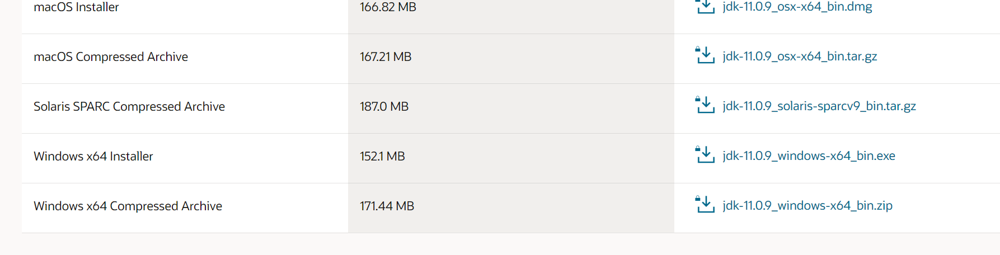 macOS Installer 166.82 MB jdk-11.0.9_osx-x64_bin.dmg
macOS Compressed Archive 167.21 MB jdk-11.0.9_osx-x64_bin.tar.gz
Solaris SPARC Compressed Archive 187.0 MB jdk-11.0.9_solaris-sparcv9_bin.tar.gz
Windows x64 Installer 152.1 MB jdk-11.0.9_windows-x64_bin.exe
Windows x64 Compressed Archive 171.44 MB jdk-11.0.9_windows-x64_bin.zip